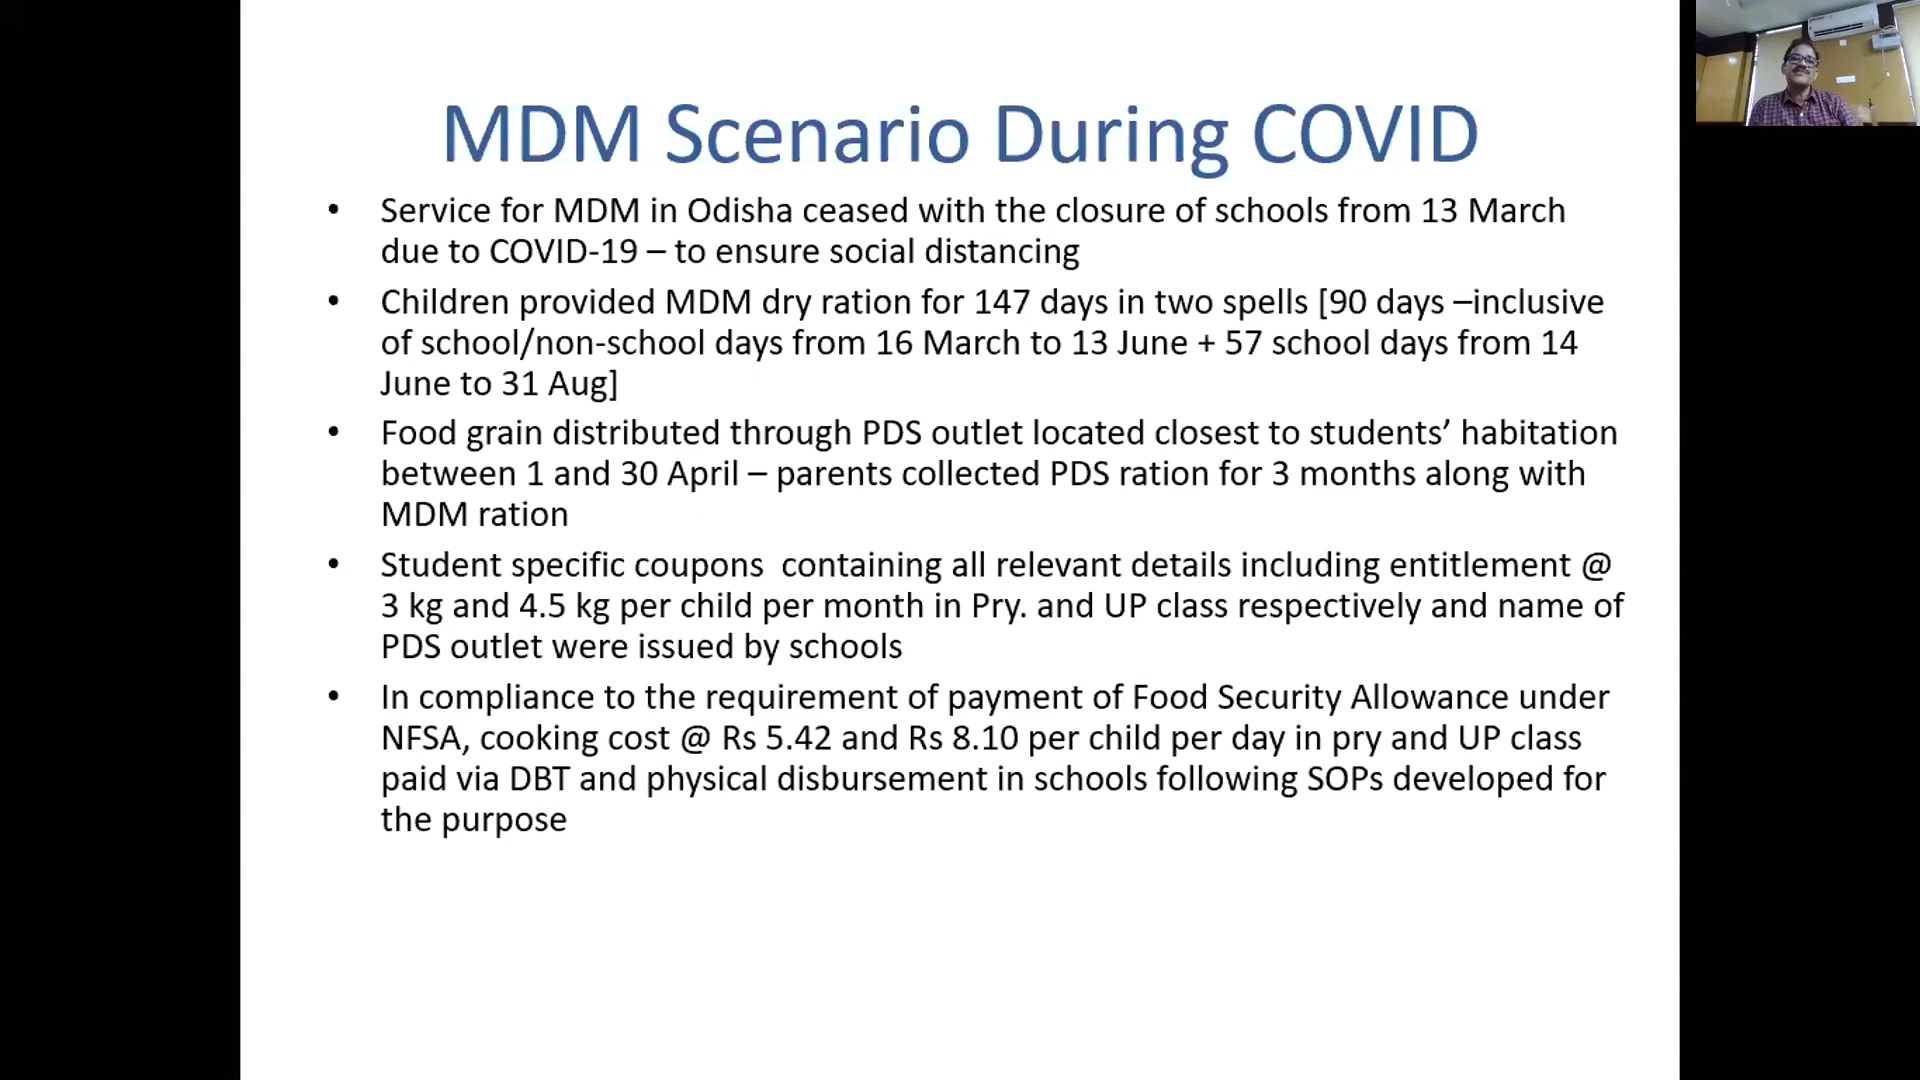 MDM Scenario During COVID
• Service for MDM in Odisha ceased with the closure of schools from 13 March
due to COVID-19 – to ensure social distancing
• Children provided MDM dry ration for 147 days in two spells [90 days –inclusive
of school/non-school days from 16 March to 13 June + 57 school days from 14
June to 31 Aug]
• Food grain distributed through PDS outlet located closest to students’ habitation
between 1 and 30 April – parents collected PDS ration for 3 months along with
MDM ration
• Student specific coupons  containing all relevant details including entitlement @
3 kg and 4.5 kg per child per month in Pry. and UP class respectively and name of
PDS outlet were issued by schools
• In compliance to the requirement of payment of Food Security Allowance under
NFSA, cooking cost @ Rs 5.42 and Rs 8.10 per child per day in pry and UP class
paid via DBT and physical disbursement in schools following SOPs developed for
the purpose